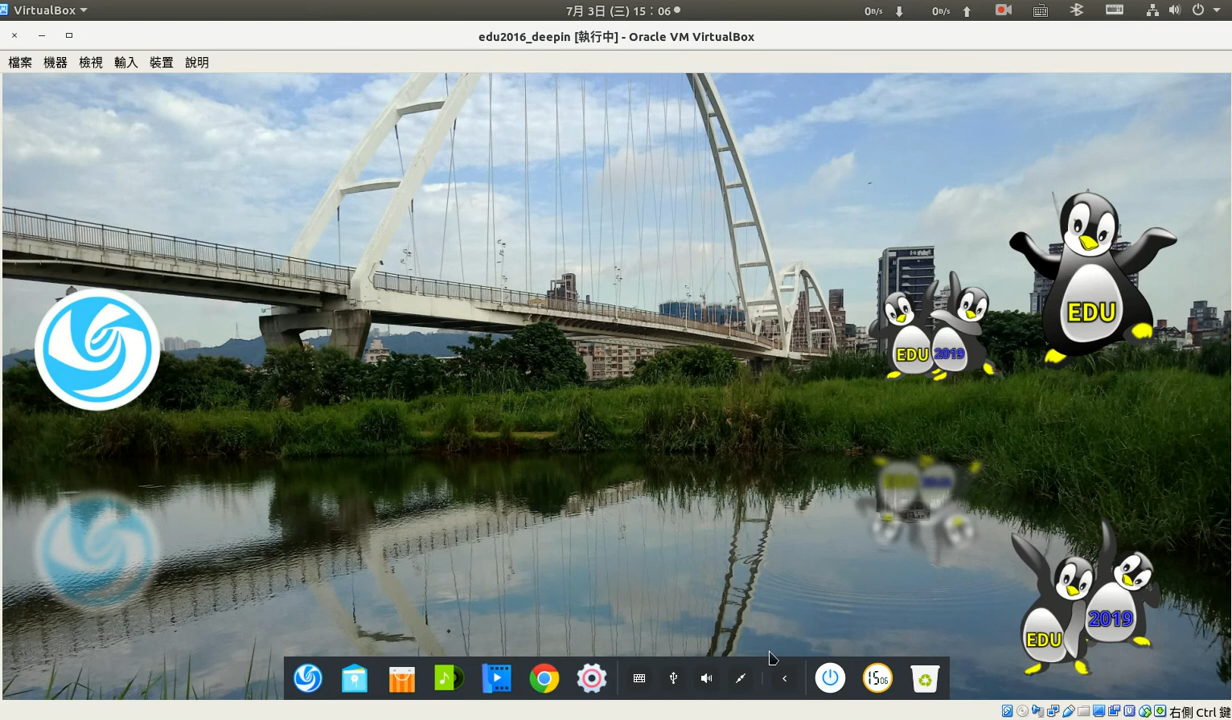 VirtualBox
7月 3日 (三) 15：06
0B/s
0B/s
edu2016_deepin [執行中] - Oracle VM VirtualBox
檔案 機器 檢視 輸入 裝置 說明
EDU
EDU 2019
2019
EDU
15 06
右側 Ctrl 鍵